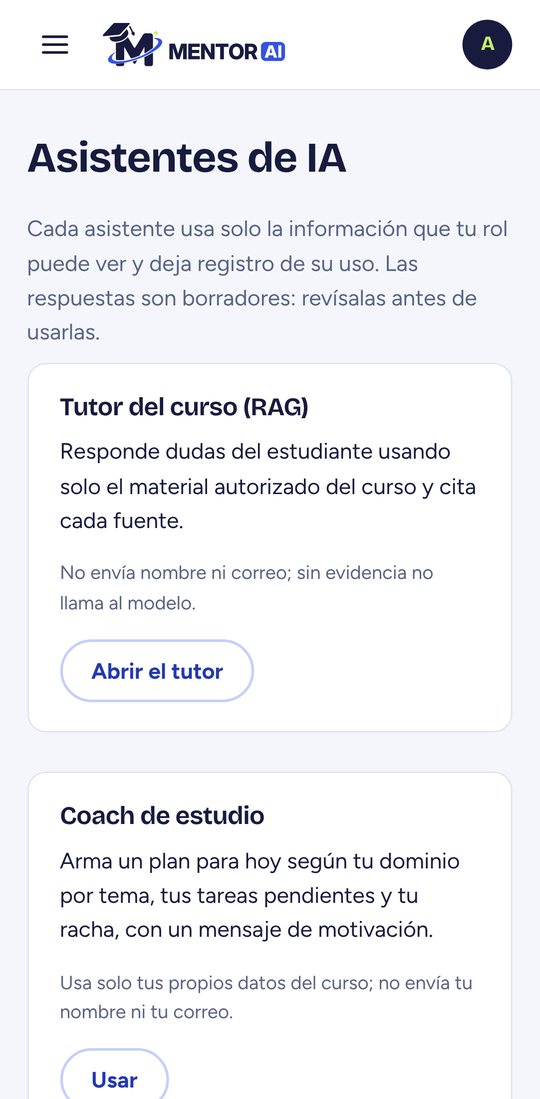 MENTOR AI
A
Asistentes de IA
Cada asistente usa solo la información que tu rol
puede ver y deja registro de su uso. Las
respuestas son borradores: revísalas antes de
usarlas.
Tutor del curso (RAG)
Responde dudas del estudiante usando
solo el material autorizado del curso y cita
cada fuente.
No envía nombre ni correo; sin evidencia no
llama al modelo.
Abrir el tutor
Coach de estudio
Arma un plan para hoy según tu dominio
por tema, tus tareas pendientes y tu
racha, con un mensaje de motivación.
Usa solo tus propios datos del curso; no envía tu
nombre ni tu correo.
Usar